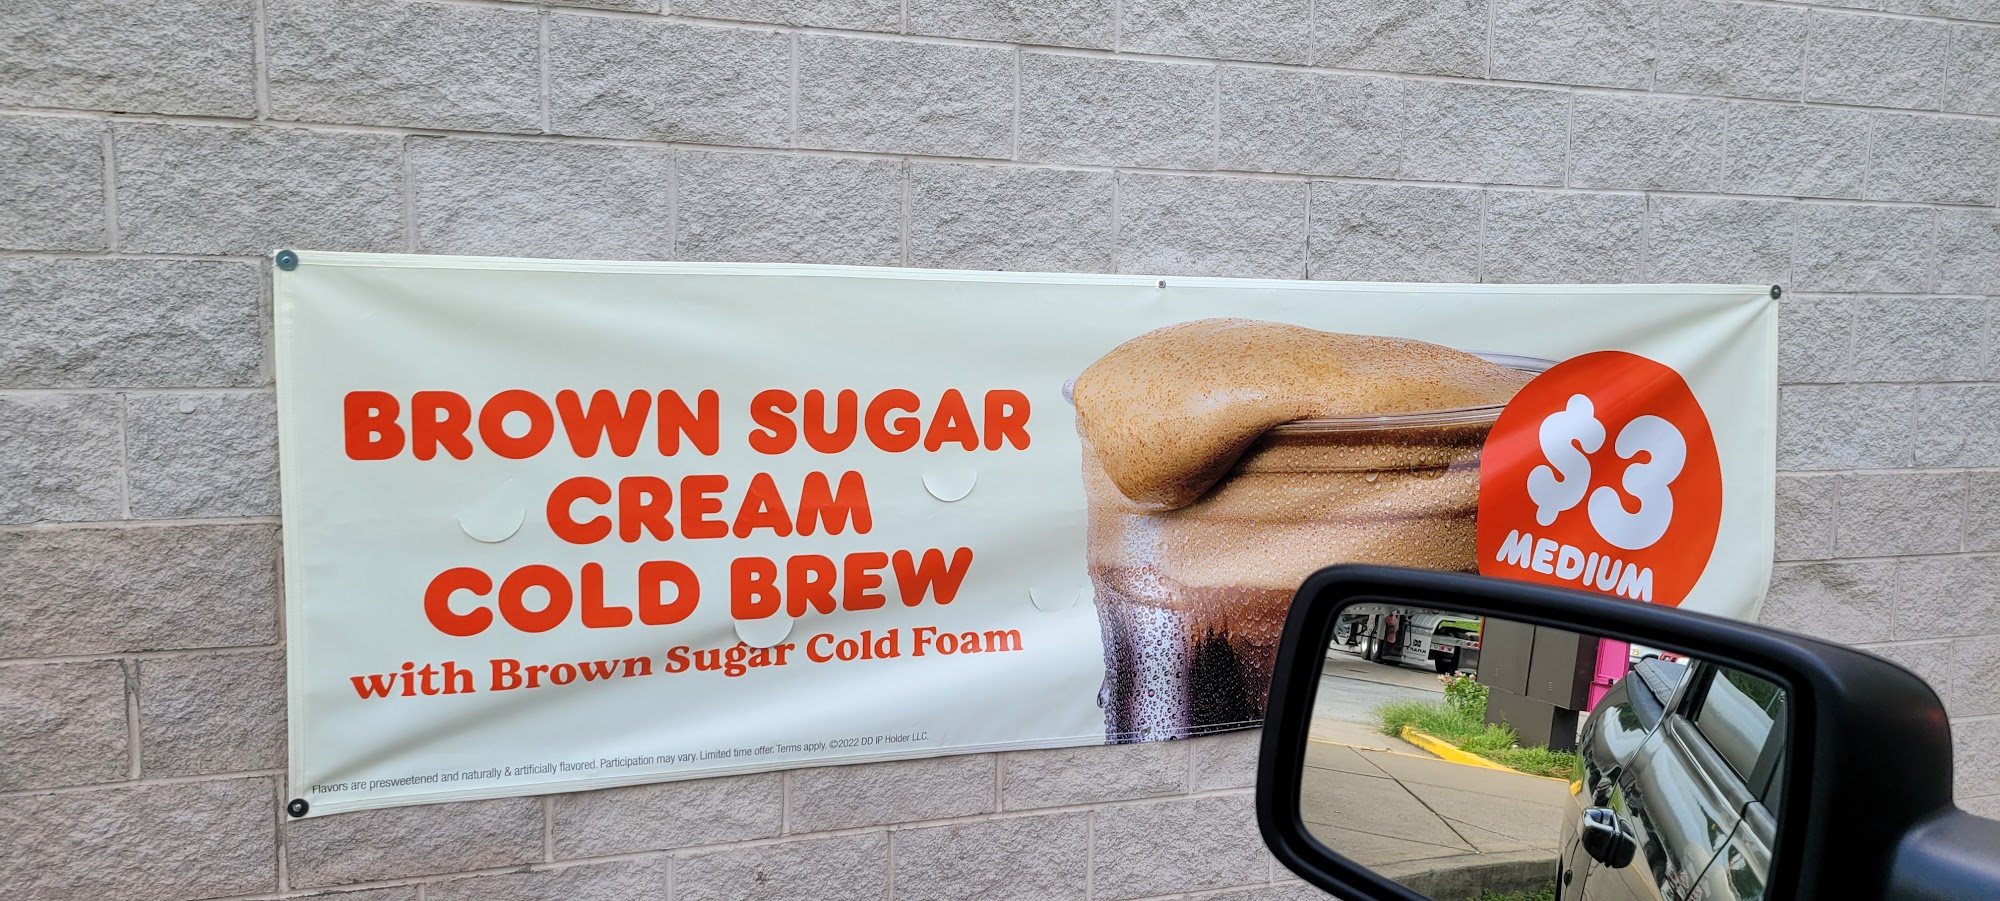 BROWN SUGAR
CREAM
COLD BREW
with Brown Sugar Cold Foam
$3
MEDIUM
Flavors are presweetened and naturally & artificially flavored. Participation may vary. Limited time offer. Terms apply. ©2022 DD IP Holder LLC.